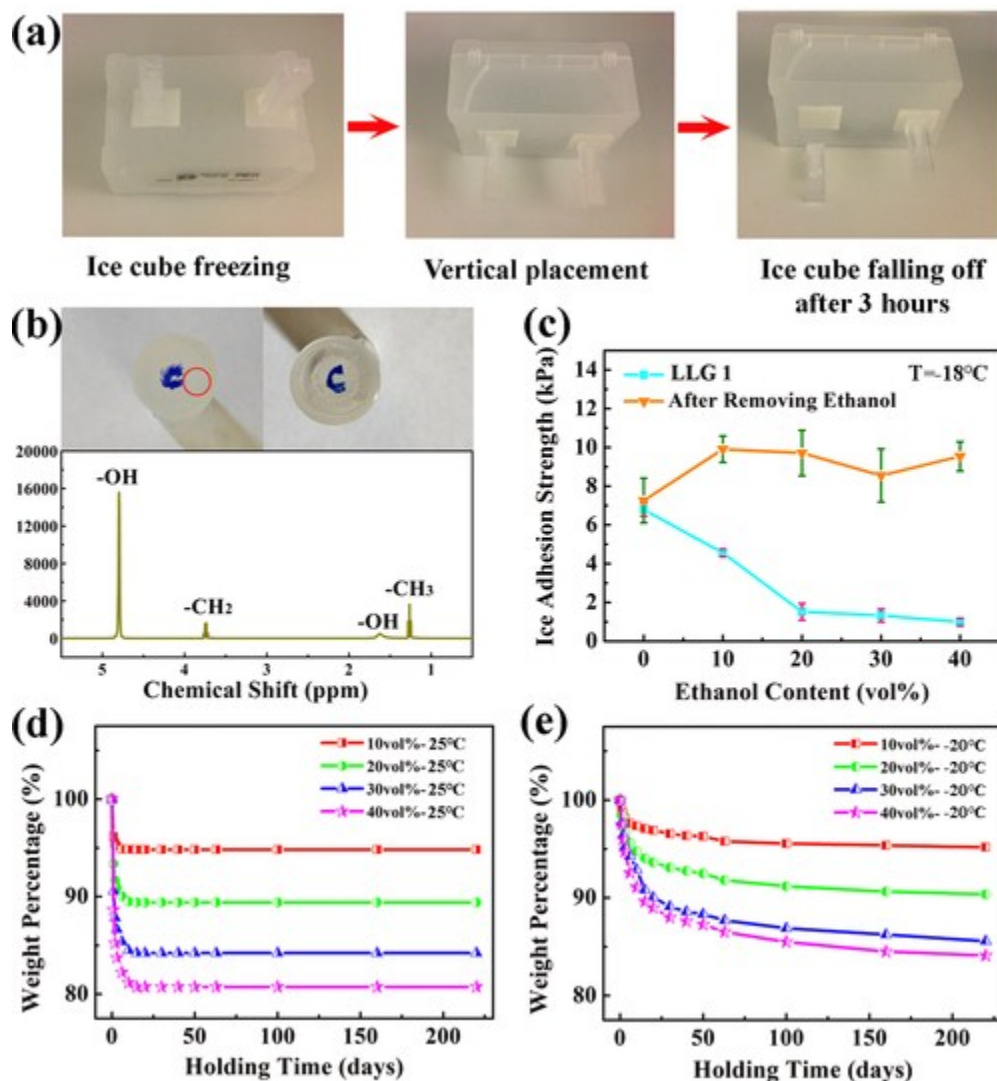 (a)
Ice cube freezing
Vertical placement
Ice cube falling off
after 3 hours
(b)
C
C
20000
16000
12000
8000
4000
0
-OH
-CH2
-OH
-CH3
5
4
3
2
1
Chemical Shift (ppm)
(c)
Ice Adhesion Strength (kPa)
14
12
10
8
6
4
2
0
LLG 1
T=-18°C
After Removing Ethanol
0
10
20
30
40
Ethanol Content (vol%)
(d)
Weight Percentage (%)
100
90
80
10vol%-25°C
20vol%-25°C
30vol%-25°C
40vol%-25°C
0
50
100
150
200
Holding Time (days)
(e)
Weight Percentage (%)
100
95
90
85
80
10vol%- -20°C
20vol%- -20°C
30vol%- -20°C
40vol%- -20°C
0
50
100
150
200
Holding Time (days)